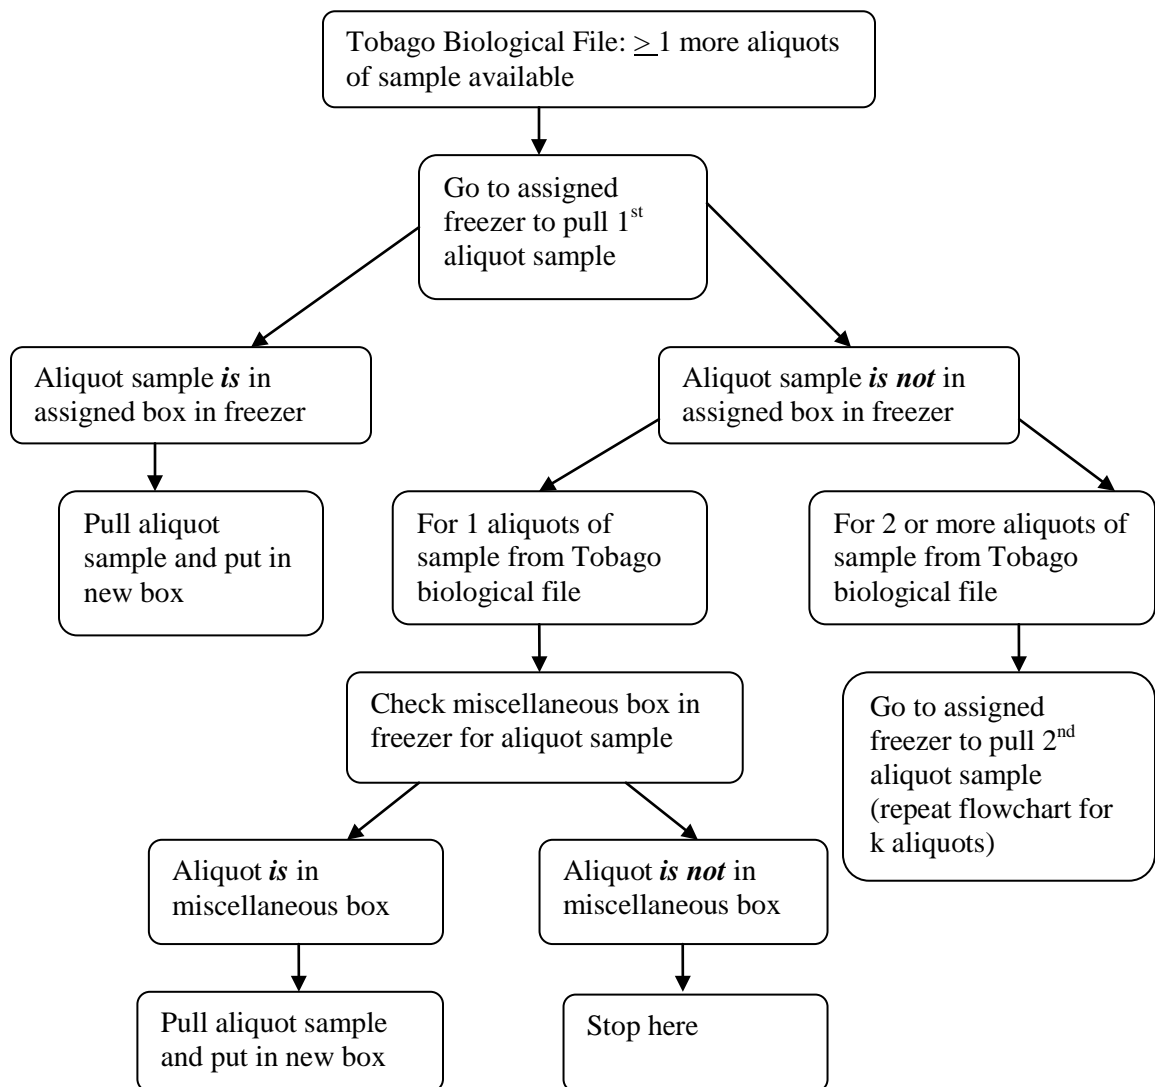 Tobago Biological File: > 1 more aliquots
of sample available
Go to assigned
freezer to pull 1st
aliquot sample
Aliquot sample is in
assigned box in freezer
Aliquot sample is not in
assigned box in freezer
Pull aliquot
sample and put in
new box
For 1 aliquots of
sample from Tobago
biological file
For 2 or more aliquots of
sample from Tobago
biological file
Check miscellaneous box in
freezer for aliquot sample
Go to assigned
freezer to pull 2nd
aliquot sample
(repeat flowchart for
k aliquots)
Aliquot is in
miscellaneous box
Aliquot is not in
miscellaneous box
Pull aliquot sample
and put in new box
Stop here